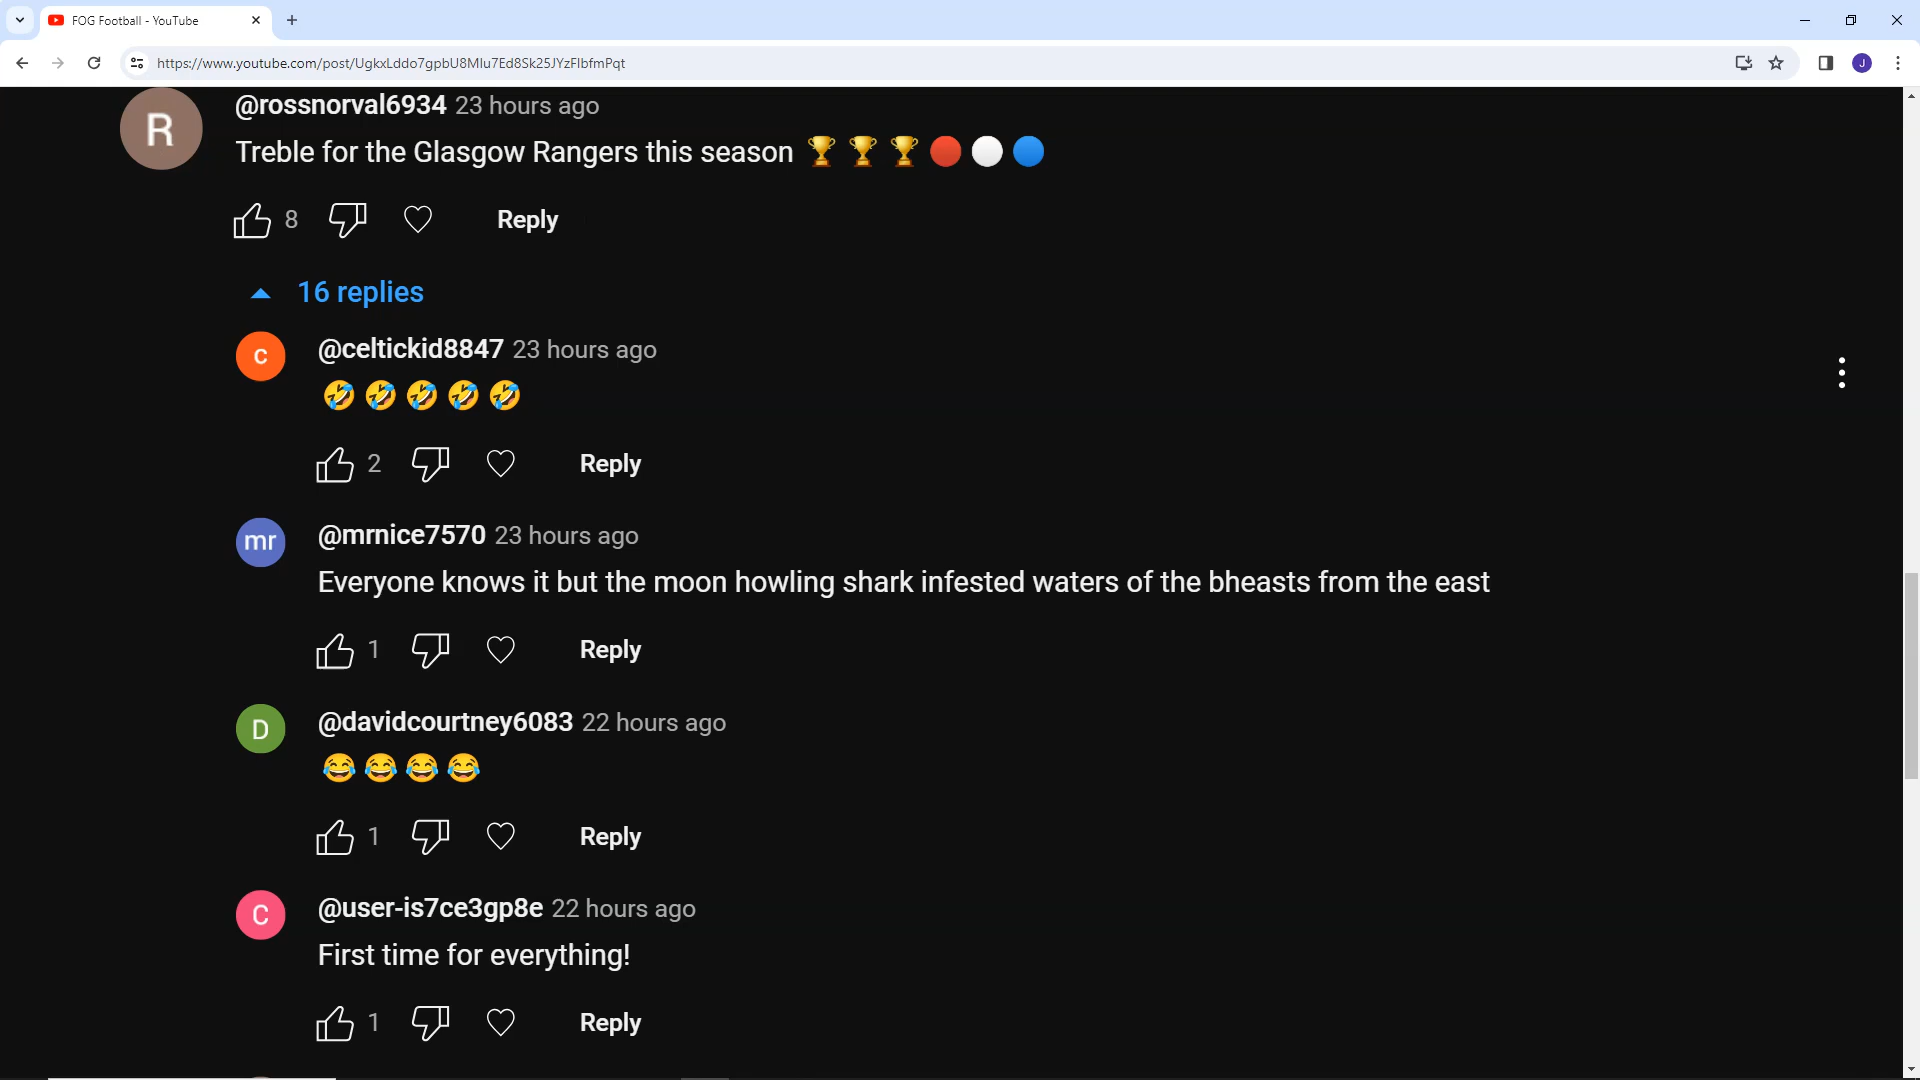 FOG Football - YouTube
https://www.youtube.com/post/UgkxLddo7gpbU8Mlu7Ed8Sk25JYzFlbfmPqt
J
R
@rossnorval6934 23 hours ago
Treble for the Glasgow Rangers this season 🏆 🏆 🏆 🔴 ⚪ 🔵
8 Reply
16 replies
C
@celtickid8847 23 hours ago
🤣 🤣 🤣 🤣 🤣
2 Reply
mr
@mrnice7570 23 hours ago
Everyone knows it but the moon howling shark infested waters of the bheasts from the east
1 Reply
D
@davidcourtney6083 22 hours ago
😂 😂 😂 😂
1 Reply
C
@user-is7ce3gp8e 22 hours ago
First time for everything!
1 Reply